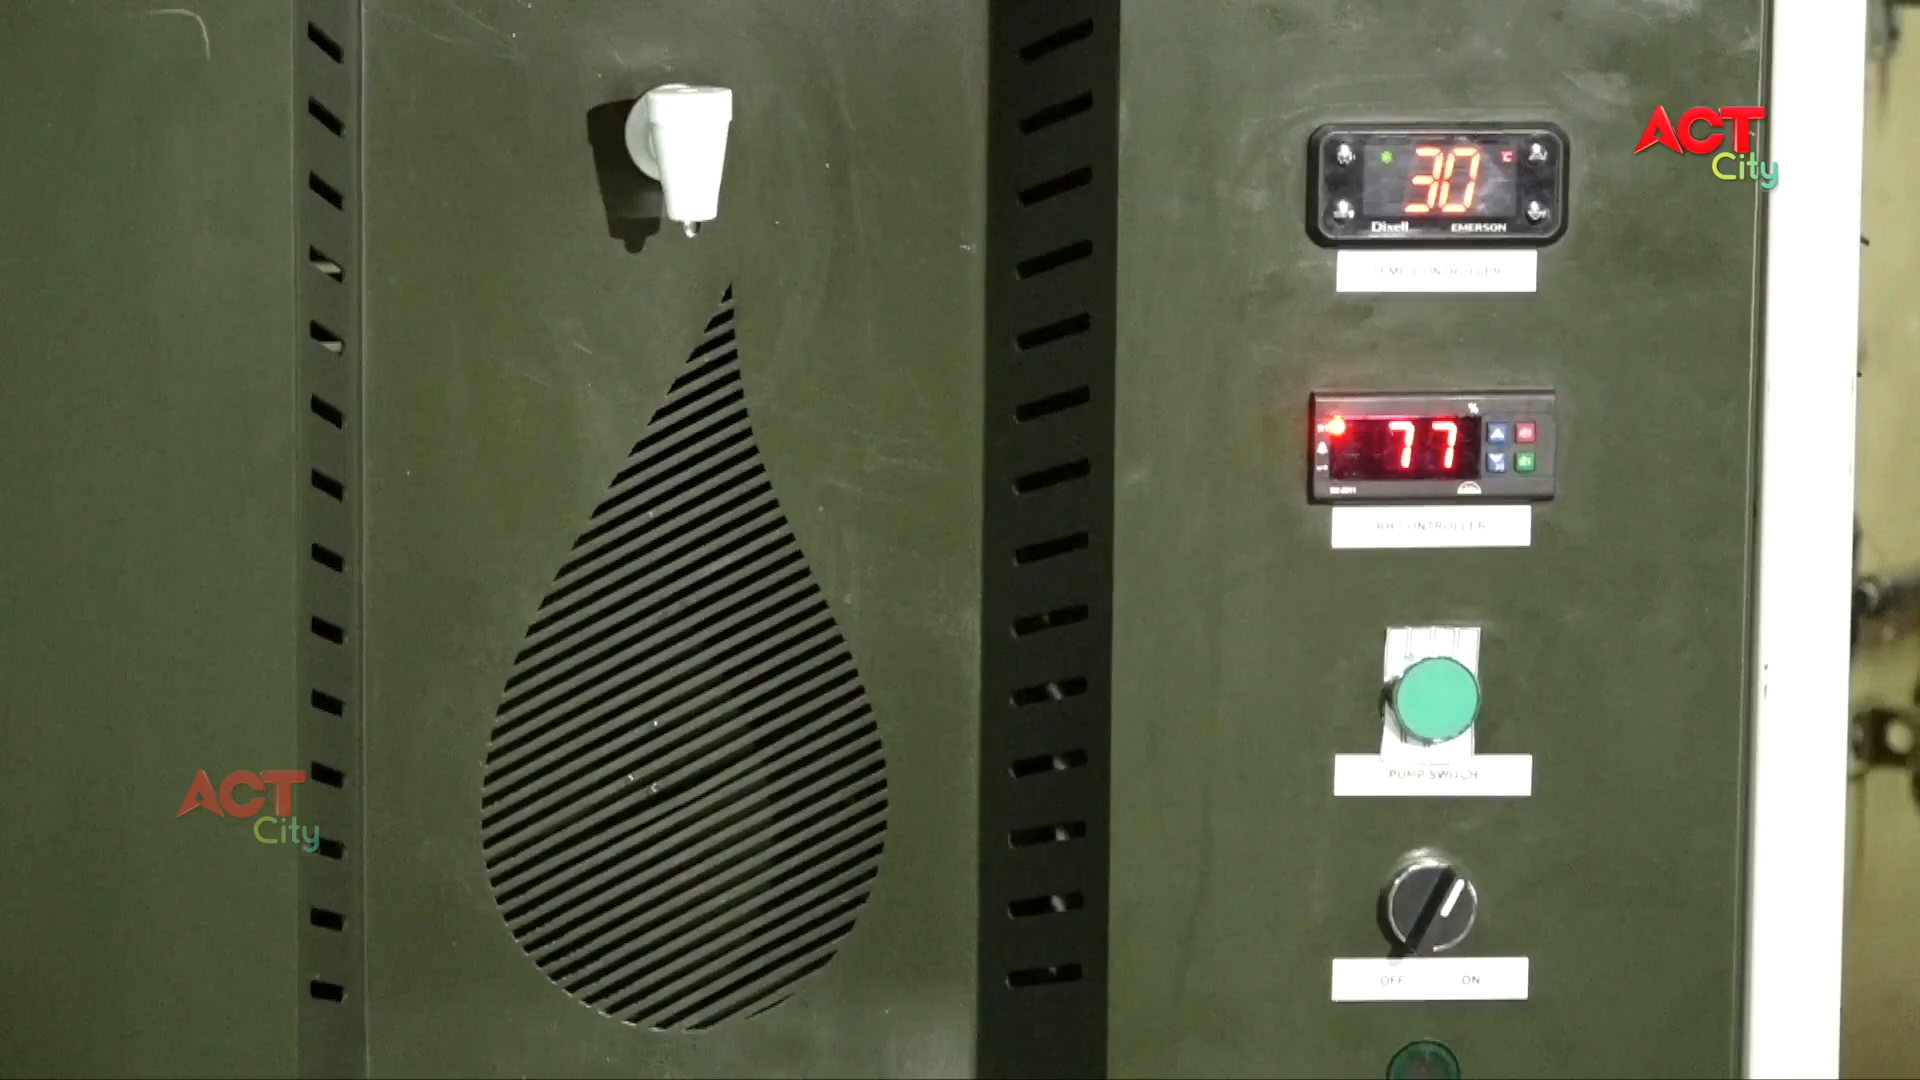 ACT
City
30 °C
Dixell EMERSON
TEMP CONTROLLER
%
77
RH CONTROLLER
PUMP SWITCH
ACT
City
OFF ON